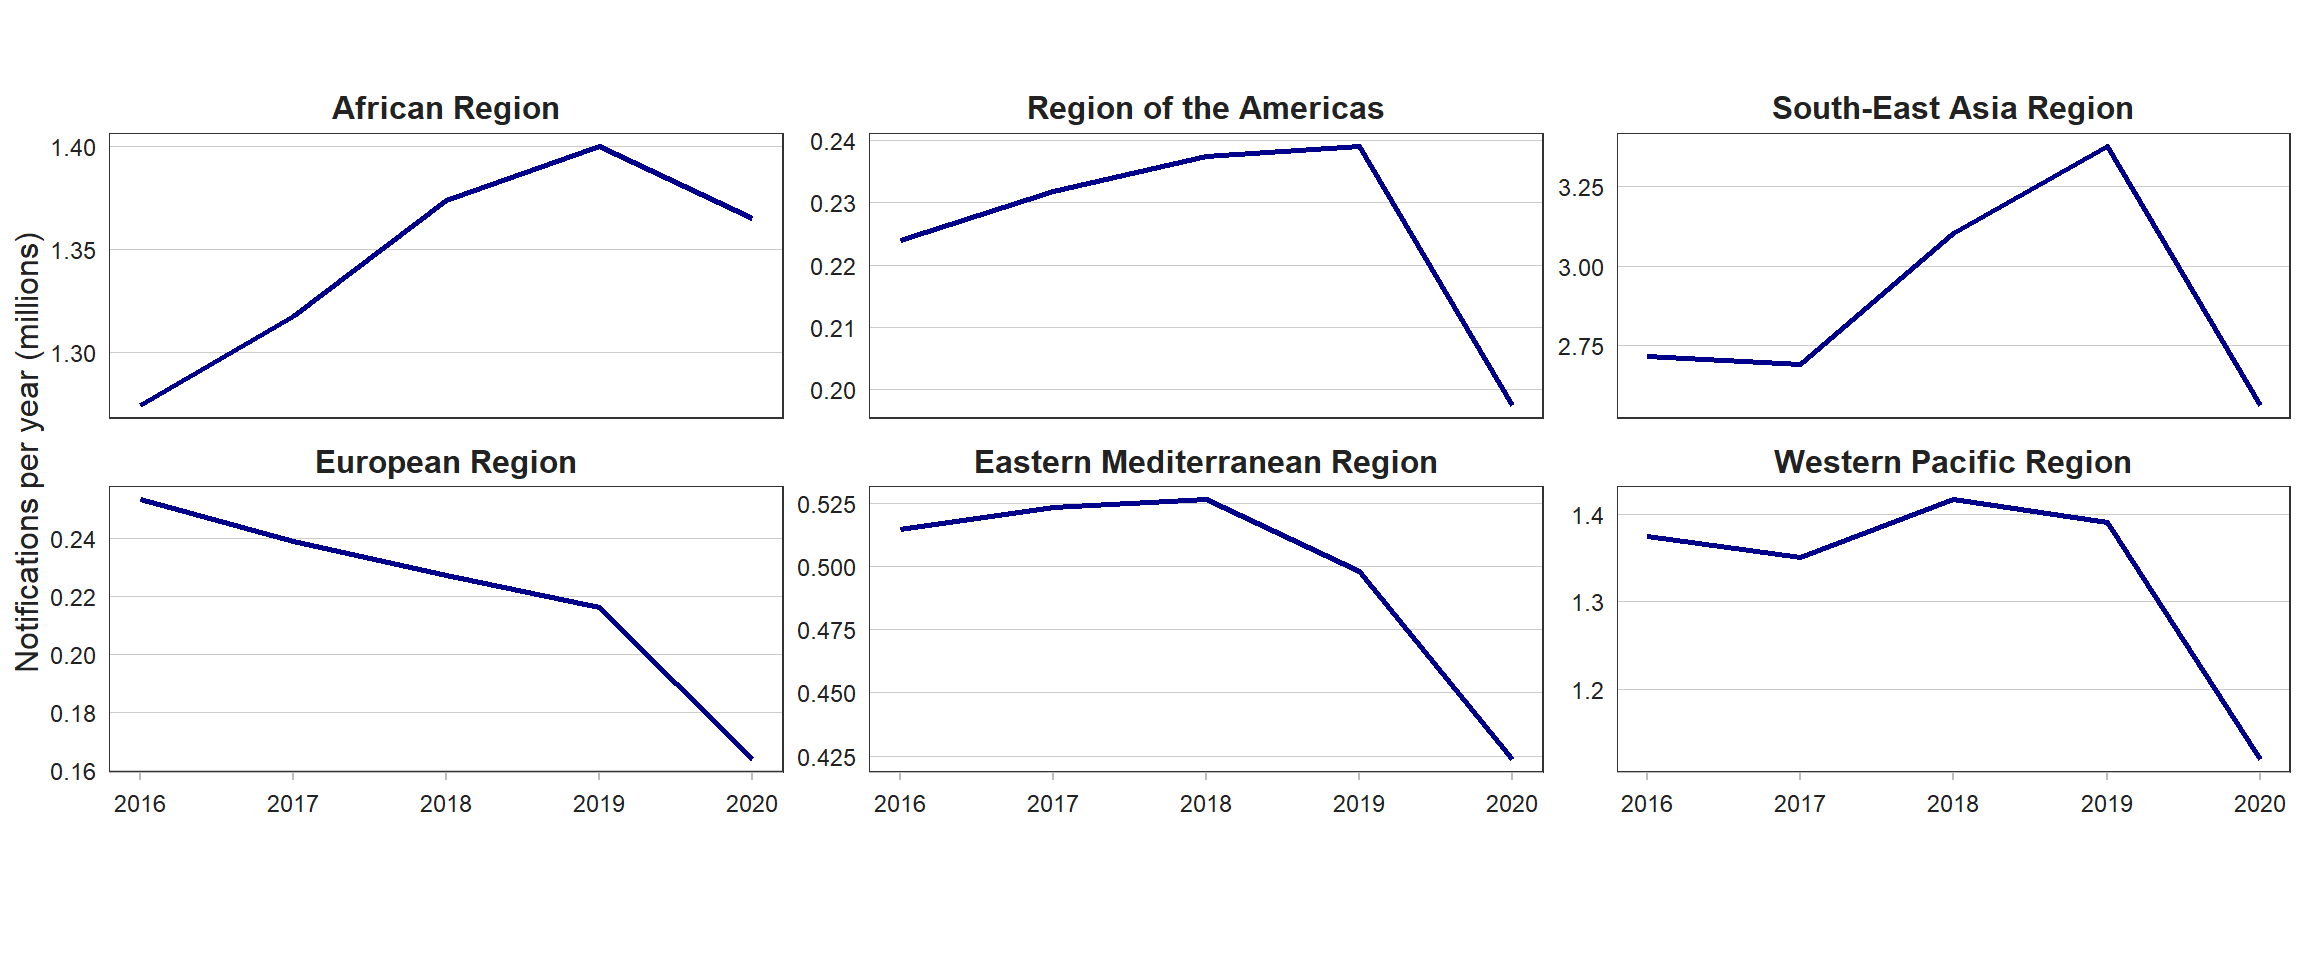 Notifications per year (millions)
African Region
1.40
1.35
1.30
Region of the Americas
0.24
0.23
0.22
0.21
0.20
South-East Asia Region
3.25
3.00
2.75
European Region
0.24
0.22
0.20
0.18
0.16
2016 2017 2018 2019 2020
Eastern Mediterranean Region
0.525
0.500
0.475
0.450
0.425
2016 2017 2018 2019 2020
Western Pacific Region
1.4
1.3
1.2
2016 2017 2018 2019 2020